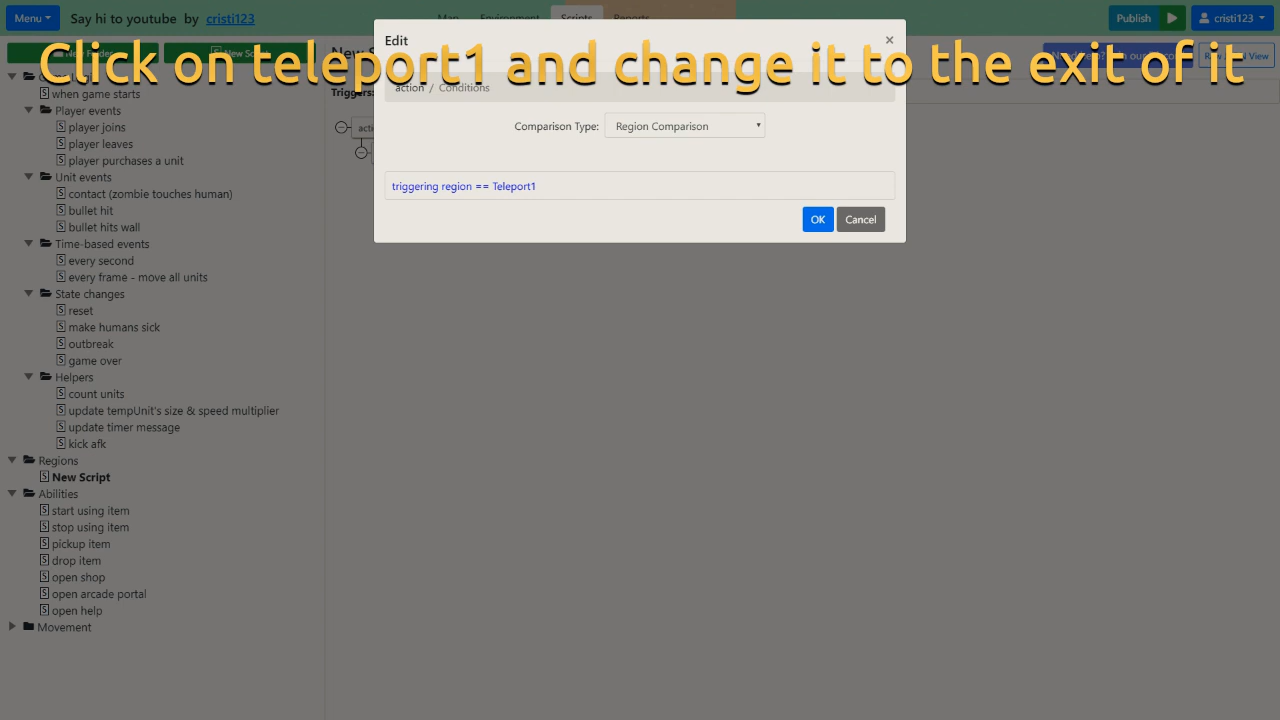 Menu
Say hi to youtube by cristi123
Map Environment Scripts Reports
Publish
cristi123
Click on teleport1 and change it to the exit of it
Edit
×
action / Conditions
Triggers:
Comparison Type: Region Comparison
triggering region == Teleport1
OK Cancel
when game starts
Player events
player joins
player leaves
player purchases a unit
Unit events
contact (zombie touches human)
bullet hit
bullet hits wall
Time-based events
every second
every frame - move all units
State changes
reset
make humans sick
outbreak
game over
Helpers
count units
update tempUnit's size & speed multiplier
update timer message
kick afk
Regions
New Script
Abilities
start using item
stop using item
pickup item
drop item
open shop
open arcade portal
open help
Movement